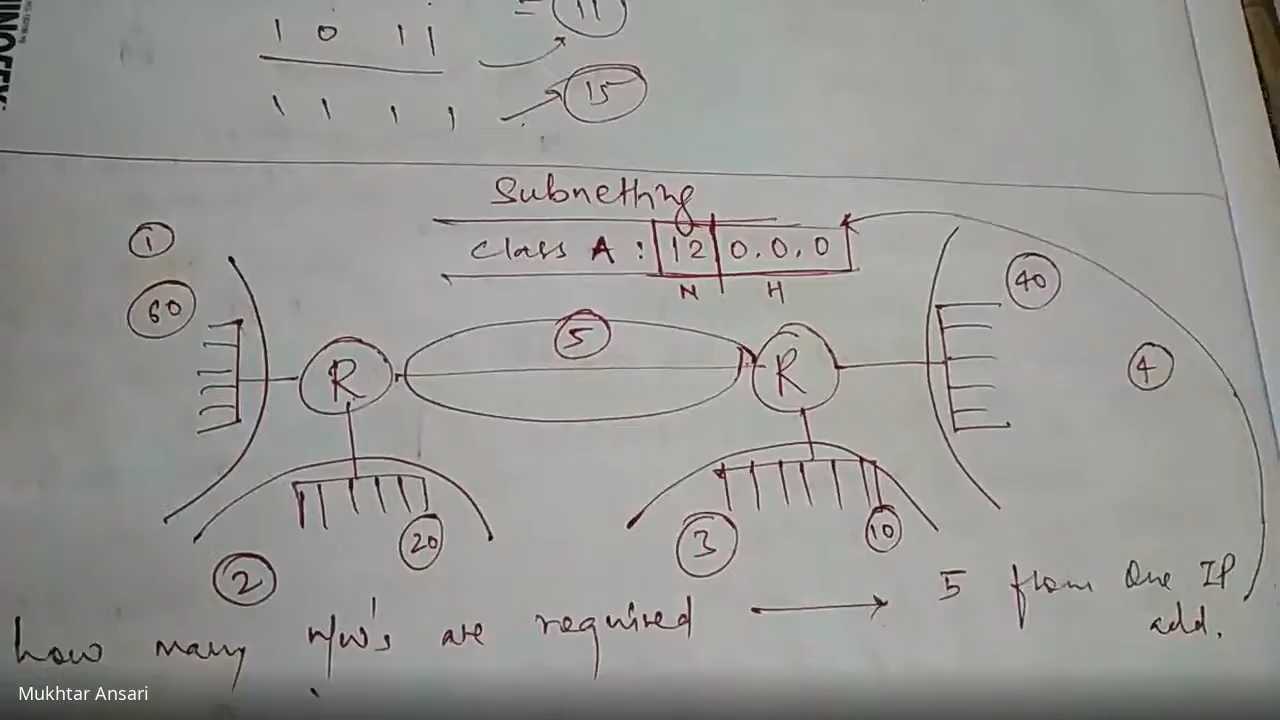 = 11
1 0 1 1
1 1 1 1
15
Subnetting
Class A : 12 0.0.0
N H
1
60
R
5
R
40
4
2
20
3
10
how many n/w's are required → 5 from One IP
add.
Mukhtar Ansari